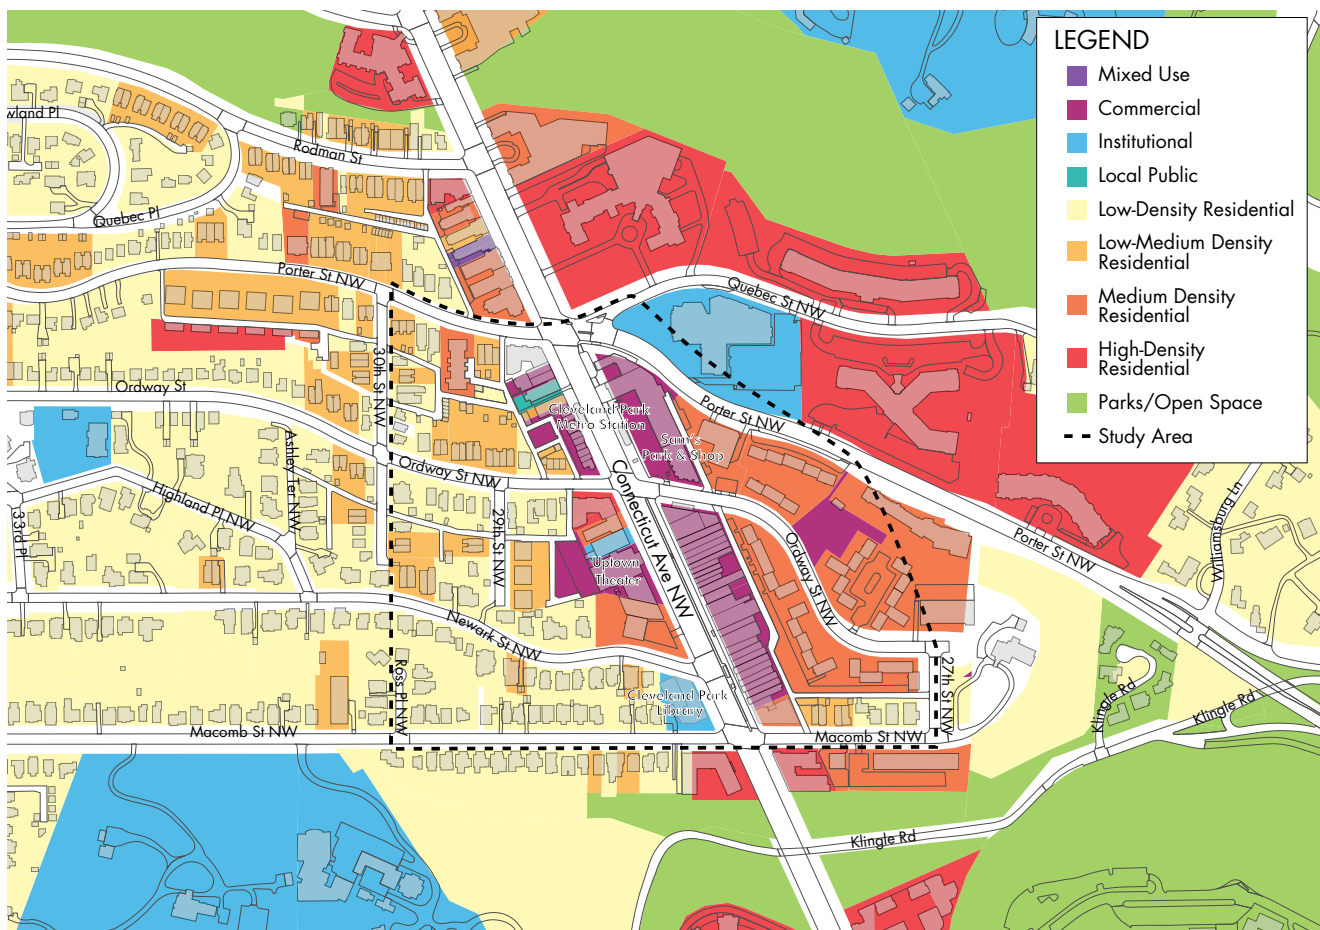 LEGEND
Mixed Use
Commercial
Institutional
Local Public
Low-Density Residential
Low-Medium Density
Residential
Medium Density
Residential
High-Density
Residential
Parks/Open Space
Study Area
wland Pl
Rodman St
Quebec Pl
Porter St NW
Quebec St NW
30th St NW
Ordway St
Cleveland Park
Metro Station
Porter St NW
Sam's
Park & Shop
Ashley Ter NW
Ordway St NW
Connecticut Ave NW
Highland Pl NW
33rd Pl
29th St NW
Uptown
Theater
Ordway St NW
Porter St NW
Williamsburg Ln
Newark St NW
Ross Pl NW
Cleveland Park
Library
27th St NW
Klingle Rd
Klingle Rd
Macomb St NW
Macomb St NW
Klingle Rd